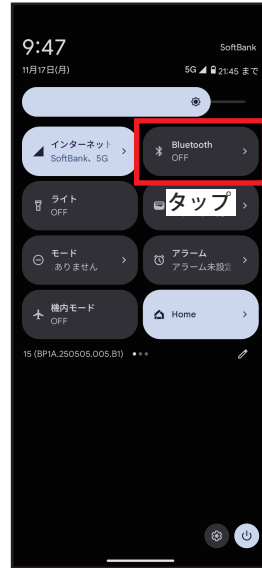 9:47
SoftBank
11月17日(月)
5G 21:45 まで
インターネット
SoftBank、5G
Bluetooth
OFF
ライト
OFF
タップ
モード
ありません
アラーム
アラーム未設定
機内モード
OFF
Home
15 (BP1A.250505.005.B1)